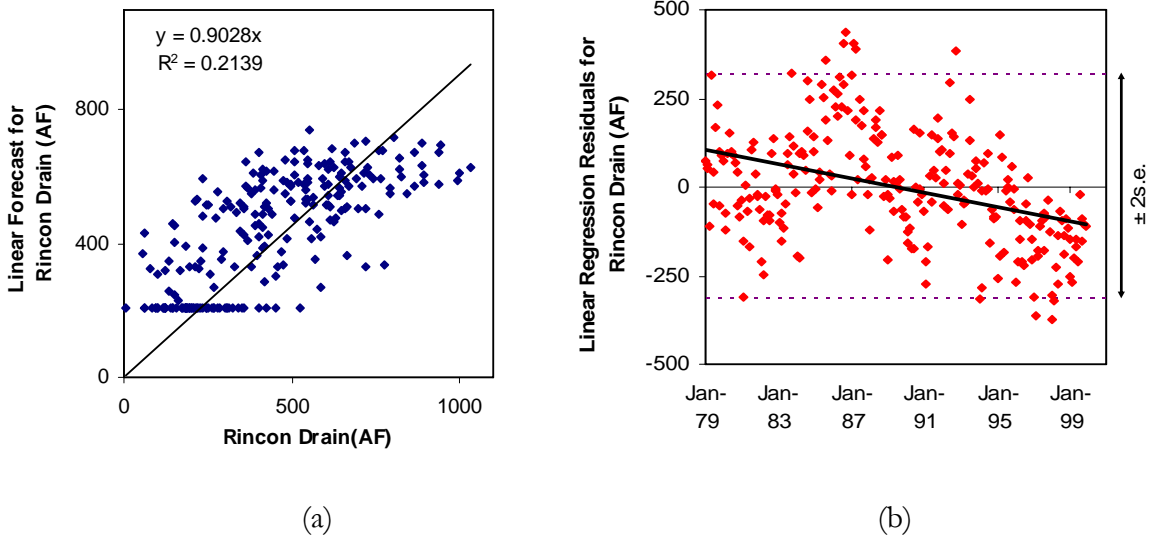 y = 0.9028x
R² = 0.2139
Linear Forecast for
Rincon Drain (AF)
800
400
0
0
500
1000
Rincon Drain(AF)
(a)
Linear Regression Residuals for
Rincon Drain (AF)
500
250
0
-250
-500
Jan-
79
Jan-
83
Jan-
87
Jan-
91
Jan-
95
Jan-
99
± 2s.e.
(b)